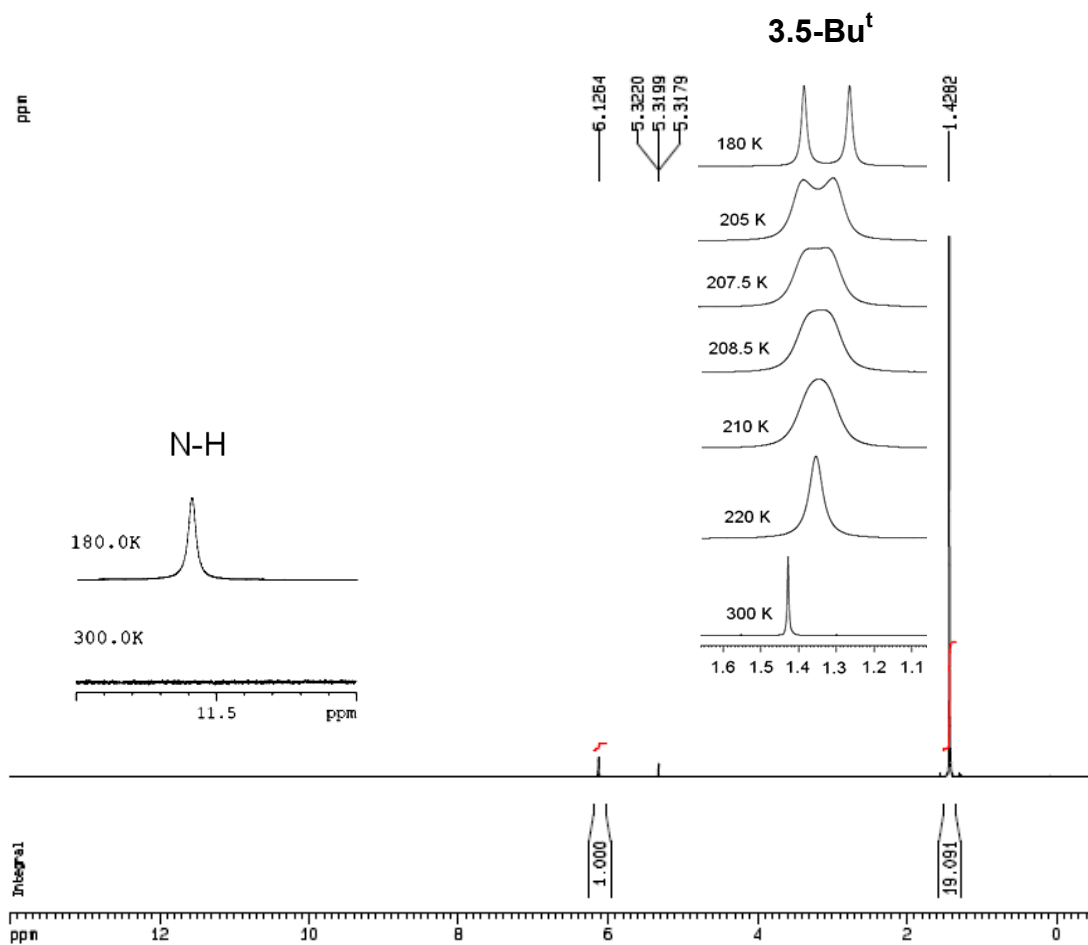 3.5-Buᵗ
ppm
6.1264
5.3220
5.3199
5.3179
1.4282
180 K
205 K
207.5 K
208.5 K
210 K
220 K
300 K
1.6 1.5 1.4 1.3 1.2 1.1
N-H
180.0K
300.0K
11.5 ppm
Integral
1.000
19.091
ppm 12 10 8 6 4 2 0